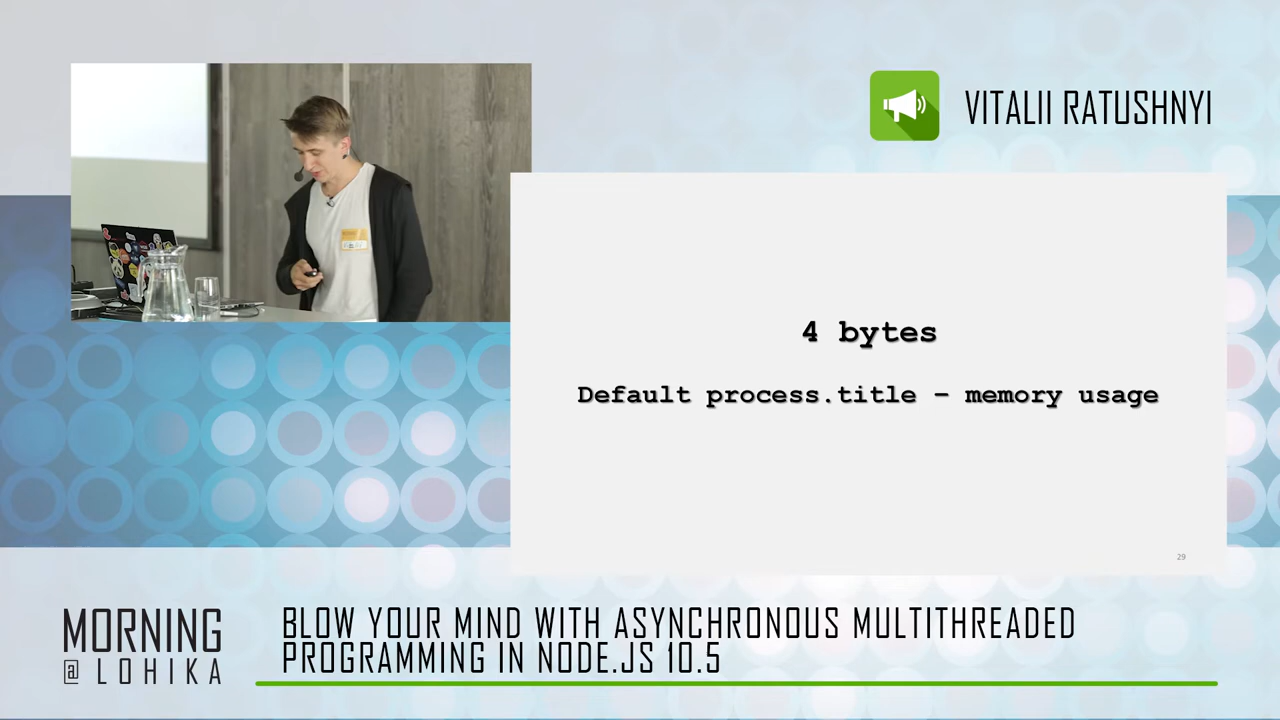 VITALII RATUSHNYI
4 bytes
Default process.title – memory usage
29
MORNING
@LOHIKA
BLOW YOUR MIND WITH ASYNCHRONOUS MULTITHREADED
PROGRAMMING IN NODE.JS 10.5